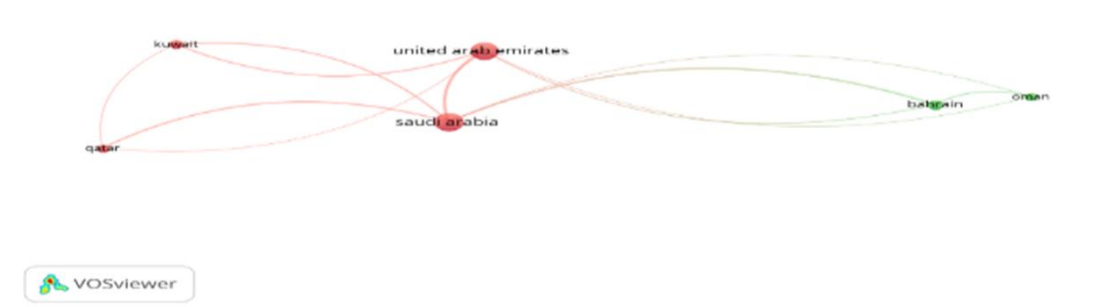 kuwait
united arab emirates
oman
bahrain
saudi arabia
qatar
VOSviewer